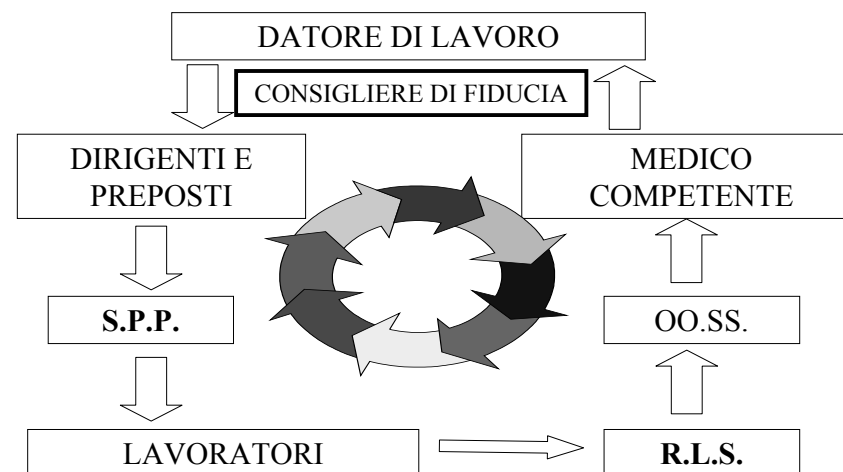 DATORE DI LAVORO
CONSIGLIERE DI FIDUCIA
DIRIGENTI E
PREPOSTI
MEDICO
COMPETENTE
S.P.P.
OO.SS.
LAVORATORI
R.L.S.